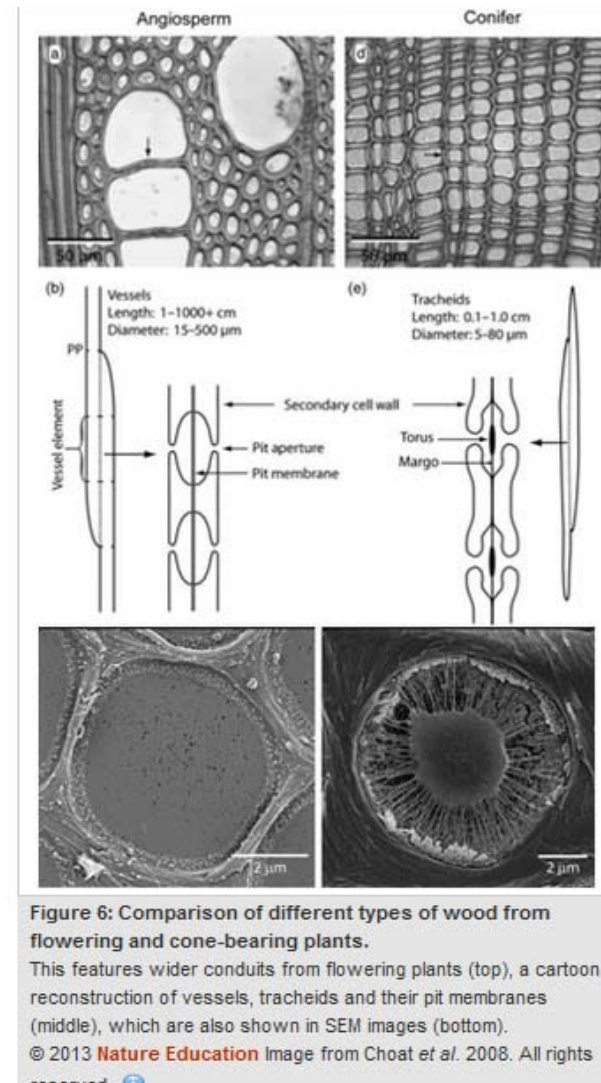 Angiosperm
Conifer
(a)
(d)
50 µm
50 µm
(b)
Vessels
Length: 1–1000+ cm
Diameter: 15–500 µm
PP
Vessel element
(e)
Tracheids
Length: 0.1–1.0 cm
Diameter: 5–80 µm
Secondary cell wall
Pit aperture
Pit membrane
Torus
Margo
2 µm
2 µm
Figure 6: Comparison of different types of wood from
flowering and cone-bearing plants.
This features wider conduits from flowering plants (top), a cartoon
reconstruction of vessels, tracheids and their pit membranes
(middle), which are also shown in SEM images (bottom).
© 2013 Nature Education Image from Choat et al. 2008. All rights
reserved.